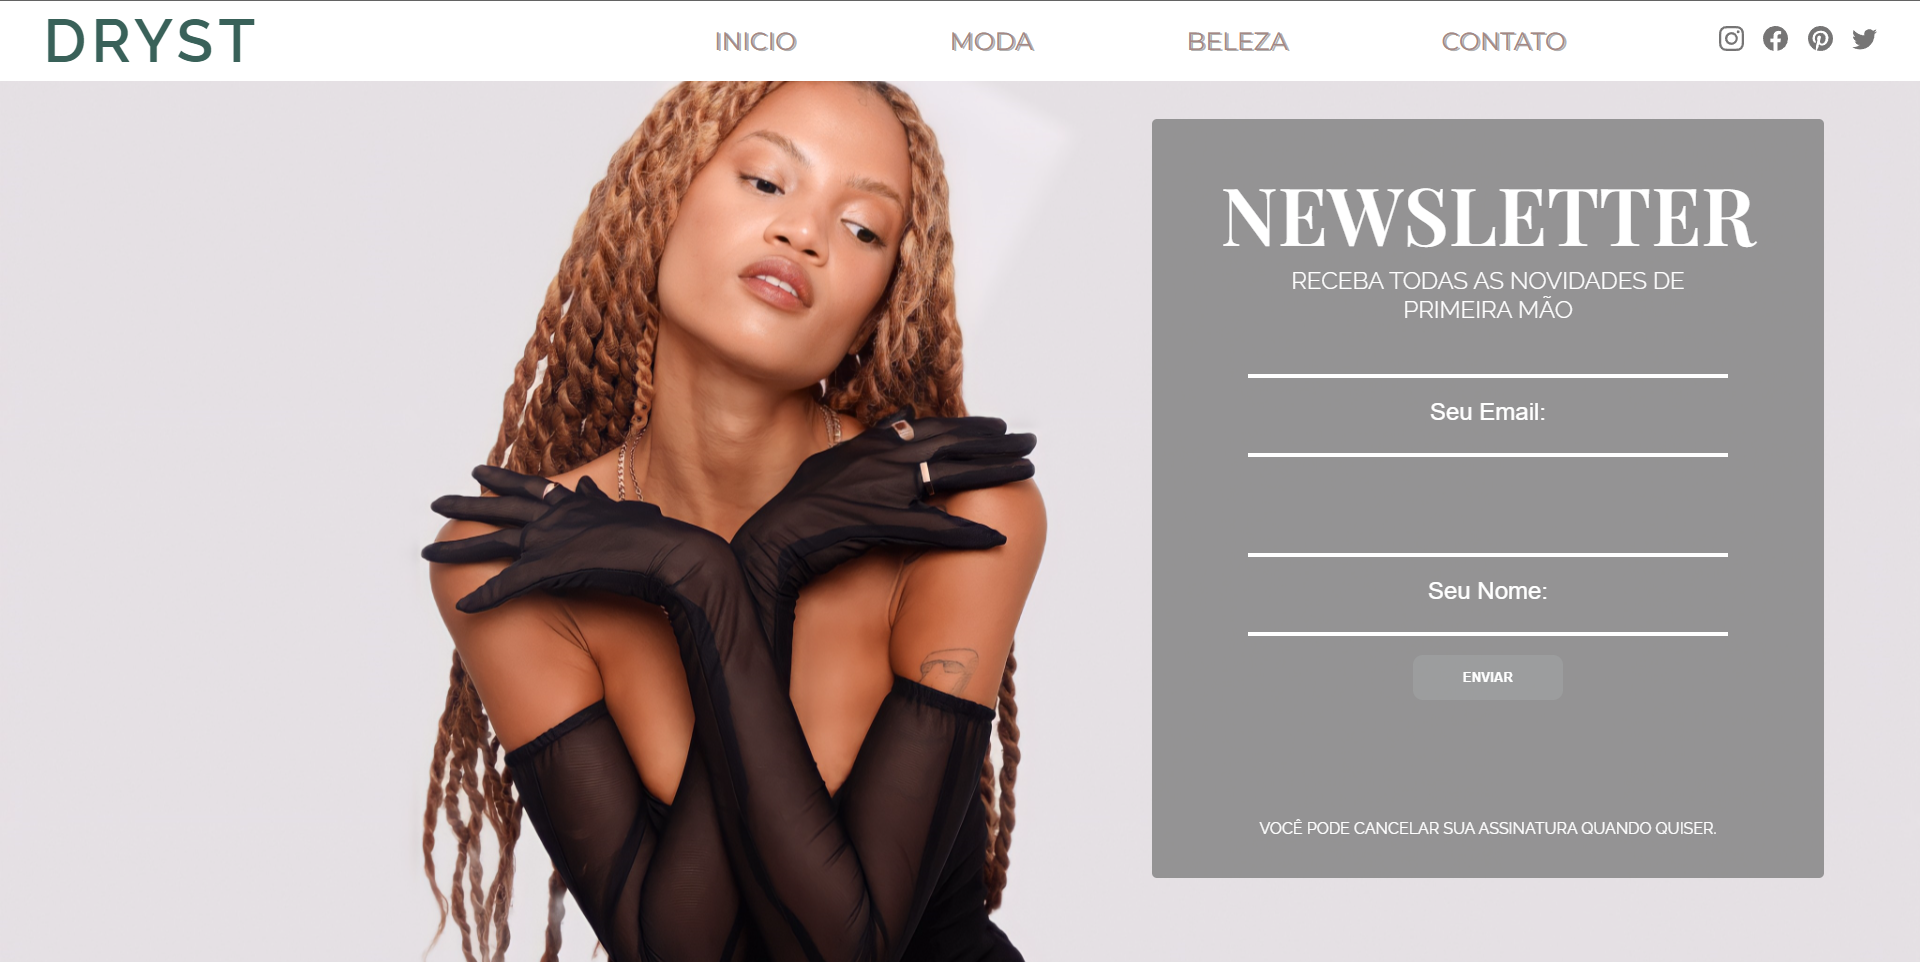 DRYST
INICIO
MODA
BELEZA
CONTATO
NEWSLETTER
RECEBA TODAS AS NOVIDADES DE
PRIMEIRA MÃO
Seu Email:
Seu Nome:
ENVIAR
VOCÊ PODE CANCELAR SUA ASSINATURA QUANDO QUISER.